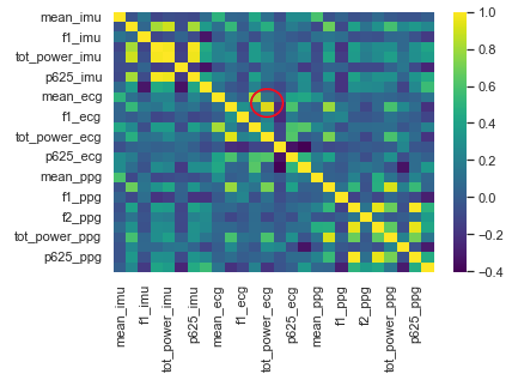 mean_imu
f1_imu
tot_power_imu
p625_imu
mean_ecg
f1_ecg
tot_power_ecg
p625_ecg
mean_ppg
f1_ppg
f2_ppg
tot_power_ppg
p625_ppg
mean_imu
f1_imu
tot_power_imu
p625_imu
mean_ecg
f1_ecg
tot_power_ecg
p625_ecg
mean_ppg
f1_ppg
f2_ppg
tot_power_ppg
p625_ppg
1.0
0.8
0.6
0.4
0.2
0.0
−0.2
−0.4